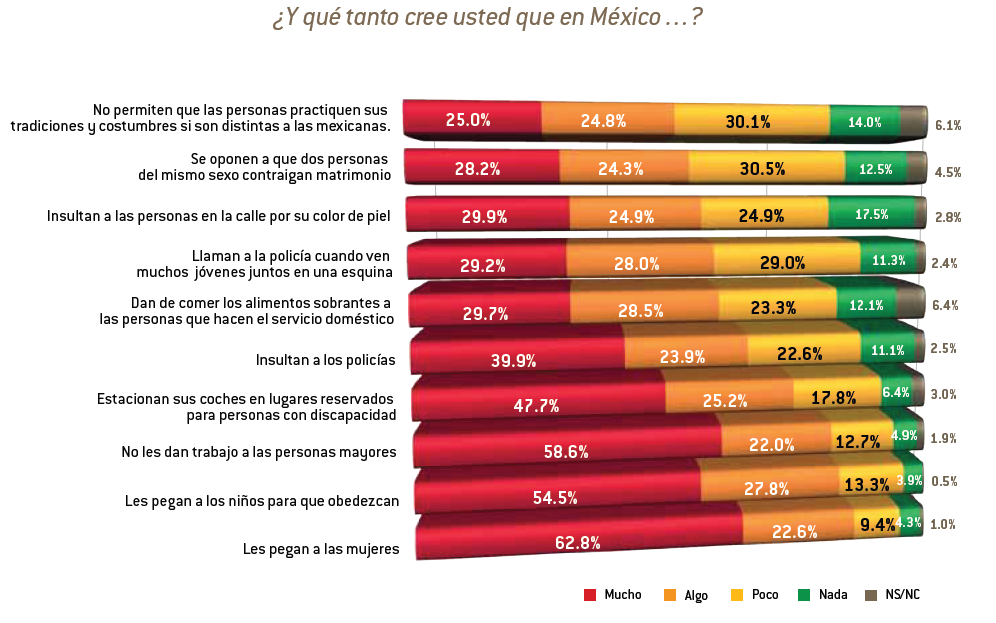 ¿Y qué tanto cree usted que en México ...?
No permiten que las personas practiquen sus
tradiciones y costumbres si son distintas a las mexicanas.
25.0% 24.8% 30.1% 14.0% 6.1%
Se oponen a que dos personas
del mismo sexo contraigan matrimonio
28.2% 24.3% 30.5% 12.5% 4.5%
Insultan a las personas en la calle por su color de piel
29.9% 24.9% 24.9% 17.5% 2.8%
Llaman a la policía cuando ven
muchos jóvenes juntos en una esquina
29.2% 28.0% 29.0% 11.3% 2.4%
Dan de comer los alimentos sobrantes a
las personas que hacen el servicio doméstico
29.7% 28.5% 23.3% 12.1% 6.4%
Insultan a los policías
39.9% 23.9% 22.6% 11.1% 2.5%
Estacionan sus coches en lugares reservados
para personas con discapacidad
47.7% 25.2% 17.8% 6.4% 3.0%
No les dan trabajo a las personas mayores
58.6% 22.0% 12.7% 4.9% 1.9%
Les pegan a los niños para que obedezcan
54.5% 27.8% 13.3% 3.9% 0.5%
Les pegan a las mujeres
62.8% 22.6% 9.4% 4.3% 1.0%
Mucho Algo Poco Nada NS/NC